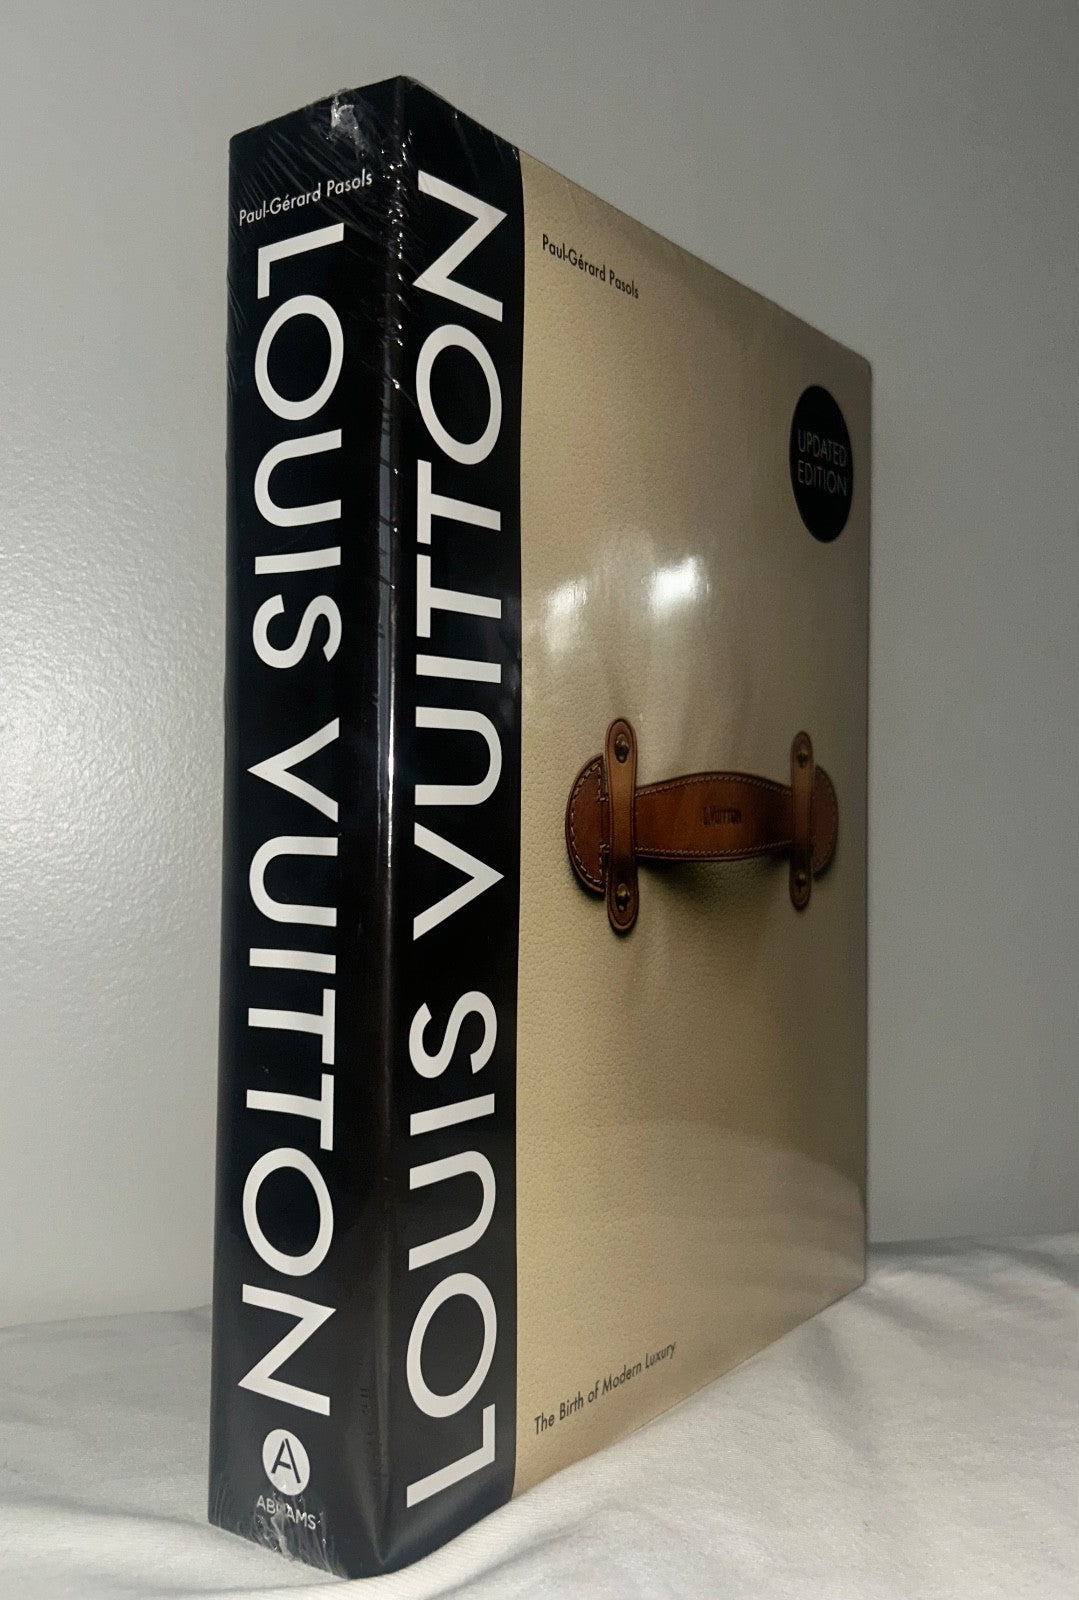 Paul-Gérard Pasols
LOUIS VUITTON
A
ABRAMS
LOUIS VUITTON
Paul-Gérard Pasols
UPDATED
EDITION
L.VUITTON
The Birth of Modern Luxury